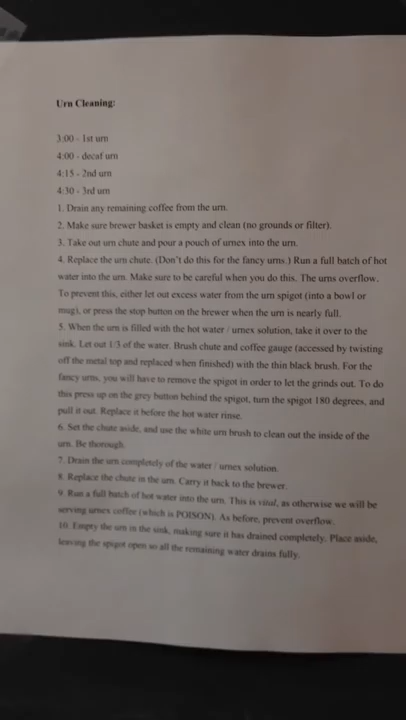 Urn Cleaning:
3:00 - 1st urn
4:00 - decaf urn
4:15 - 2nd urn
4:30 - 3rd urn
1. Drain any remaining coffee from the urn.
2. Make sure brewer basket is empty and clean (no grounds or filter).
3. Take out urn chute and pour a pouch of urnex into the urn.
4. Replace the urn chute. (Don't do this for the fancy urns.) Run a full batch of hot
water into the urn. Make sure to be careful when you do this. The urns overflow.
To prevent this, either let out excess water from the urn spigot (into a bowl or
mug), or press the stop button on the brewer when the urn is nearly full.
5. When the urn is filled with the hot water / urnex solution, take it over to the
sink. Let out 1/3 of the water. Brush chute and coffee gauge (accessed by twisting
off the metal top and replaced when finished) with the thin black brush. For the
fancy urns, you will have to remove the spigot in order to let the grinds out. To do
this press up on the grey button behind the spigot, turn the spigot 180 degrees, and
pull it out. Replace it before the hot water rinse.
6. Set the chute aside, and use the white urn brush to clean out the inside of the
urn. Be thorough.
7. Drain the urn completely of the water / urnex solution.
8. Replace the chute in the urn. Carry it back to the brewer.
9. Run a full batch of hot water into the urn. This is vital, as otherwise we will be
serving urnex coffee (which is POISON). As before, prevent overflow.
10. Empty the urn in the sink, making sure it has drained completely. Place aside,
leaving the spigot open so all the remaining water drains fully.